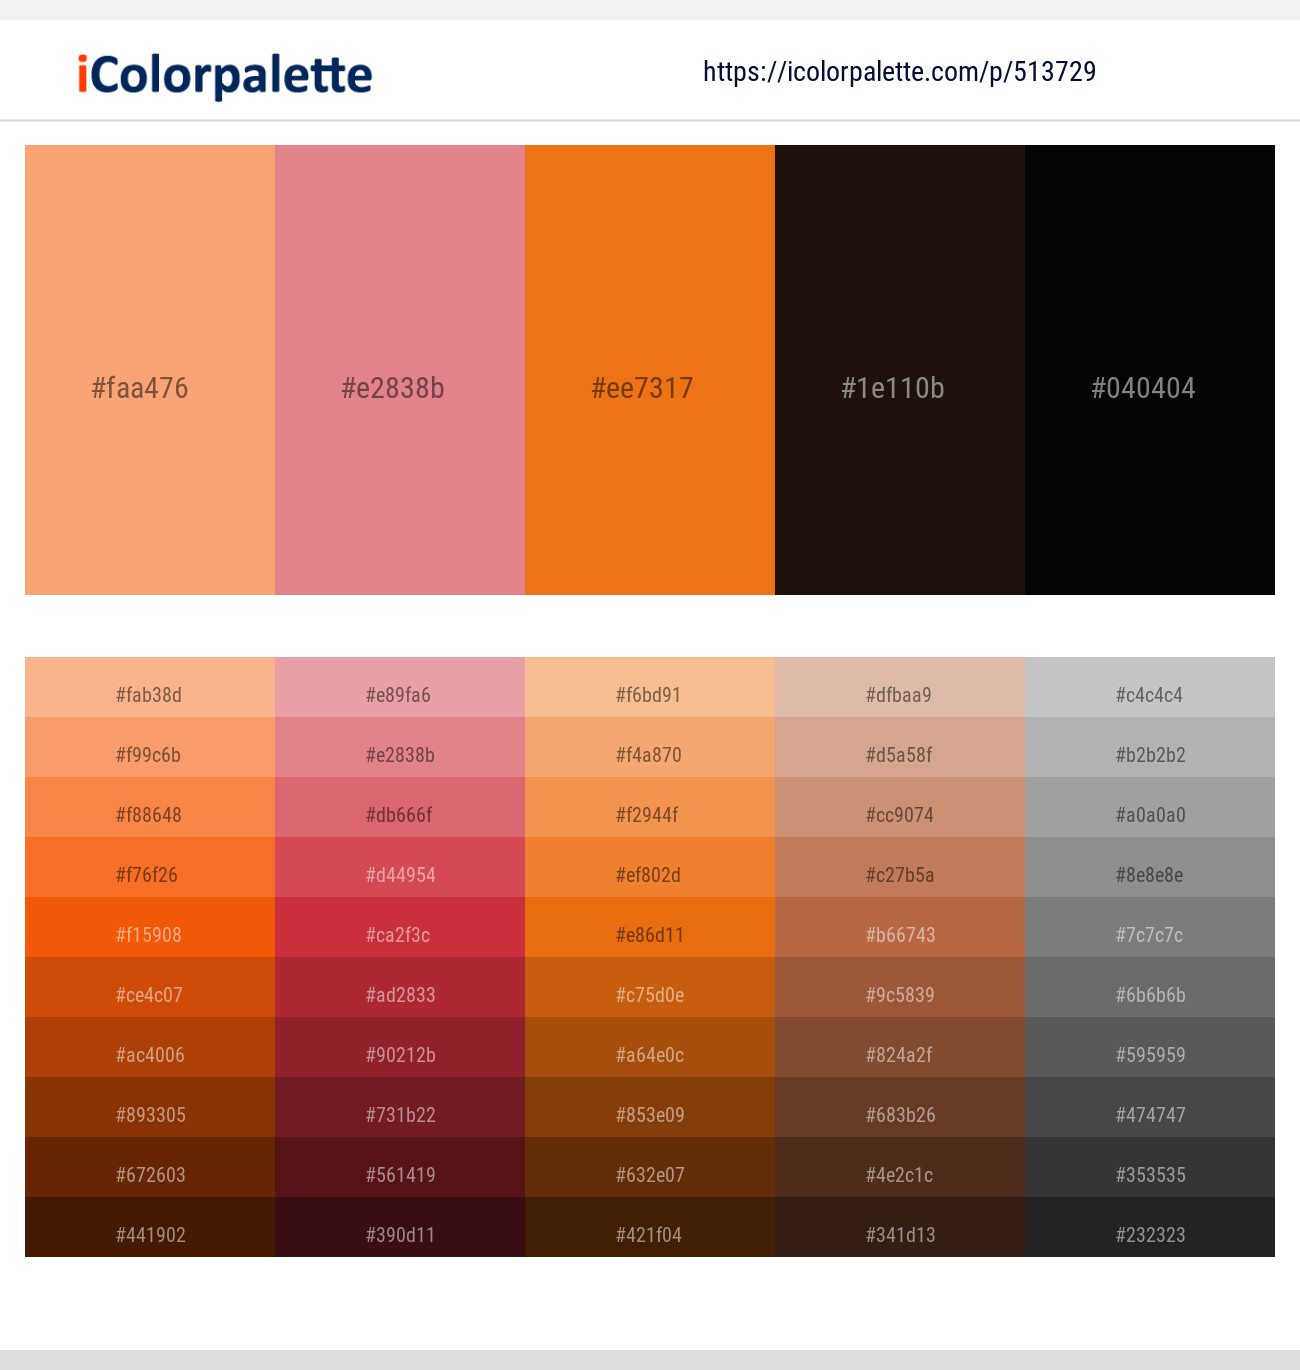 iColorpalette
https://icolorpalette.com/p/513729
#faa476 #e2838b #ee7317 #1e110b #040404
#fab38d #e89fa6 #f6bd91 #dfbaa9 #c4c4c4
#f99c6b #e2838b #f4a870 #d5a58f #b2b2b2
#f88648 #db666f #f2944f #cc9074 #a0a0a0
#f76f26 #d44954 #ef802d #c27b5a #8e8e8e
#f15908 #ca2f3c #e86d11 #b66743 #7c7c7c
#ce4c07 #ad2833 #c75d0e #9c5839 #6b6b6b
#ac4006 #90212b #a64e0c #824a2f #595959
#893305 #731b22 #853e09 #683b26 #474747
#672603 #561419 #632e07 #4e2c1c #353535
#441902 #390d11 #421f04 #341d13 #232323